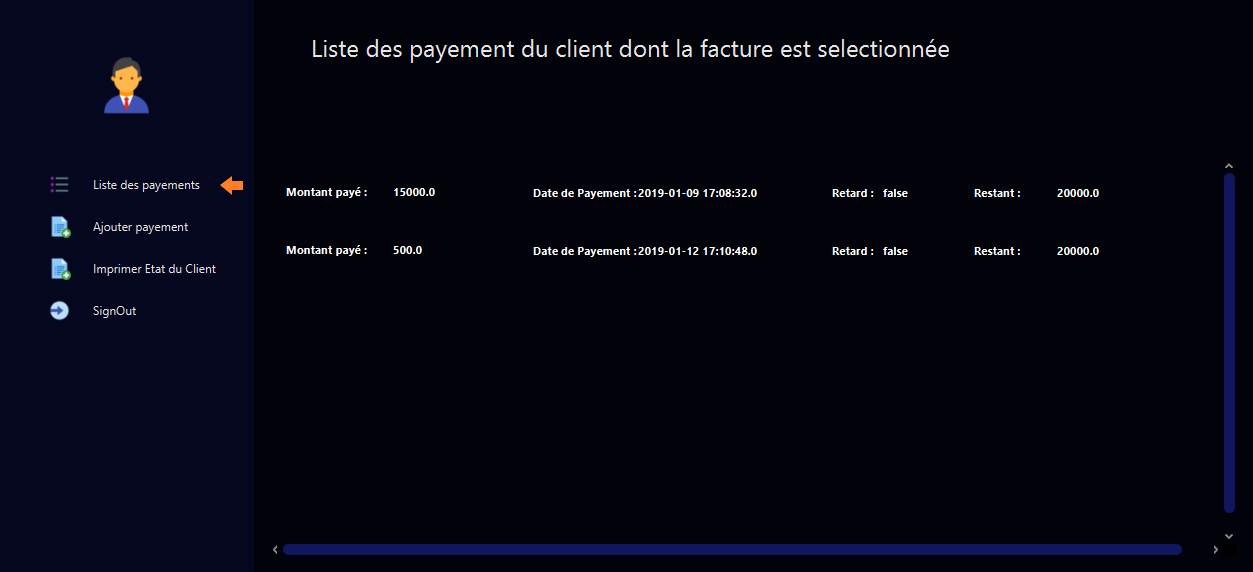 Liste des payement du client dont la facture est selectionnée
Liste des payements
Ajouter payement
Imprimer Etat du Client
SignOut
Montant payé : 15000.0 Date de Payement :2019-01-09 17:08:32.0 Retard : false Restant : 20000.0
Montant payé : 500.0 Date de Payement :2019-01-12 17:10:48.0 Retard : false Restant : 20000.0